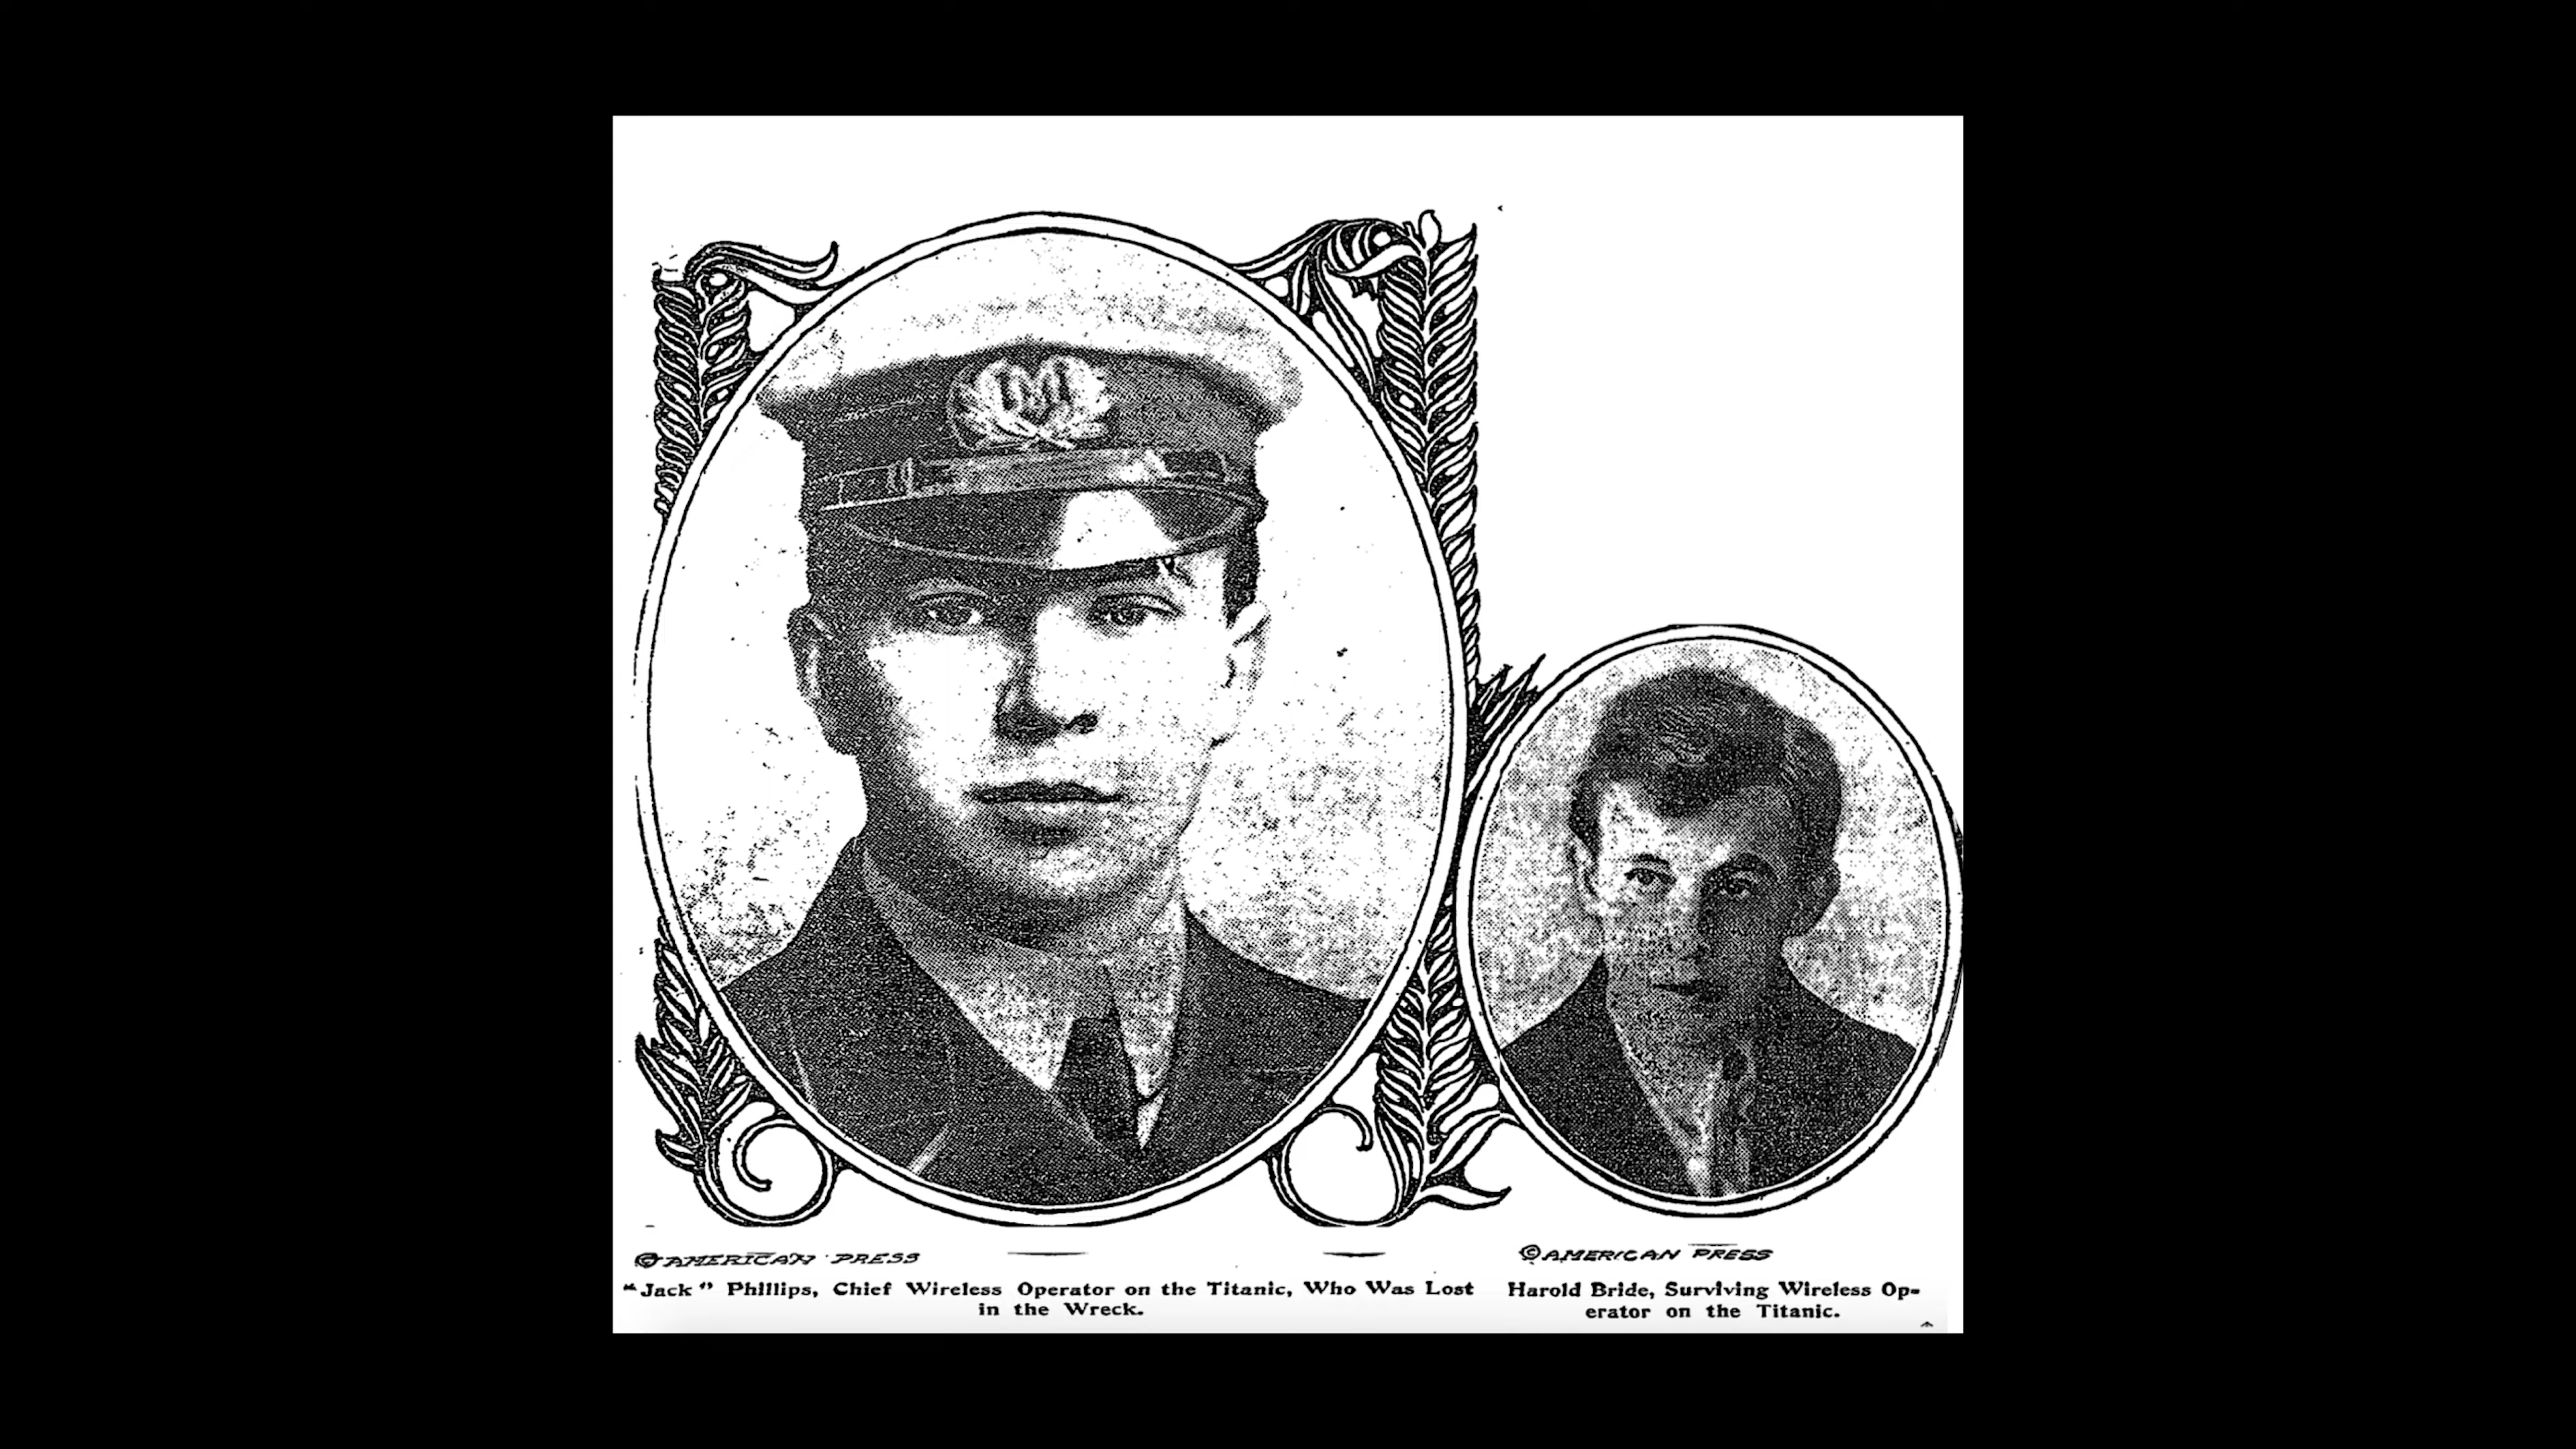 © AMERICAN PRESS
"Jack" Phillips, Chief Wireless Operator on the Titanic, Who Was Lost
in the Wreck.
© AMERICAN PRESS
Harold Bride, Surviving Wireless Op-
erator on the Titanic.